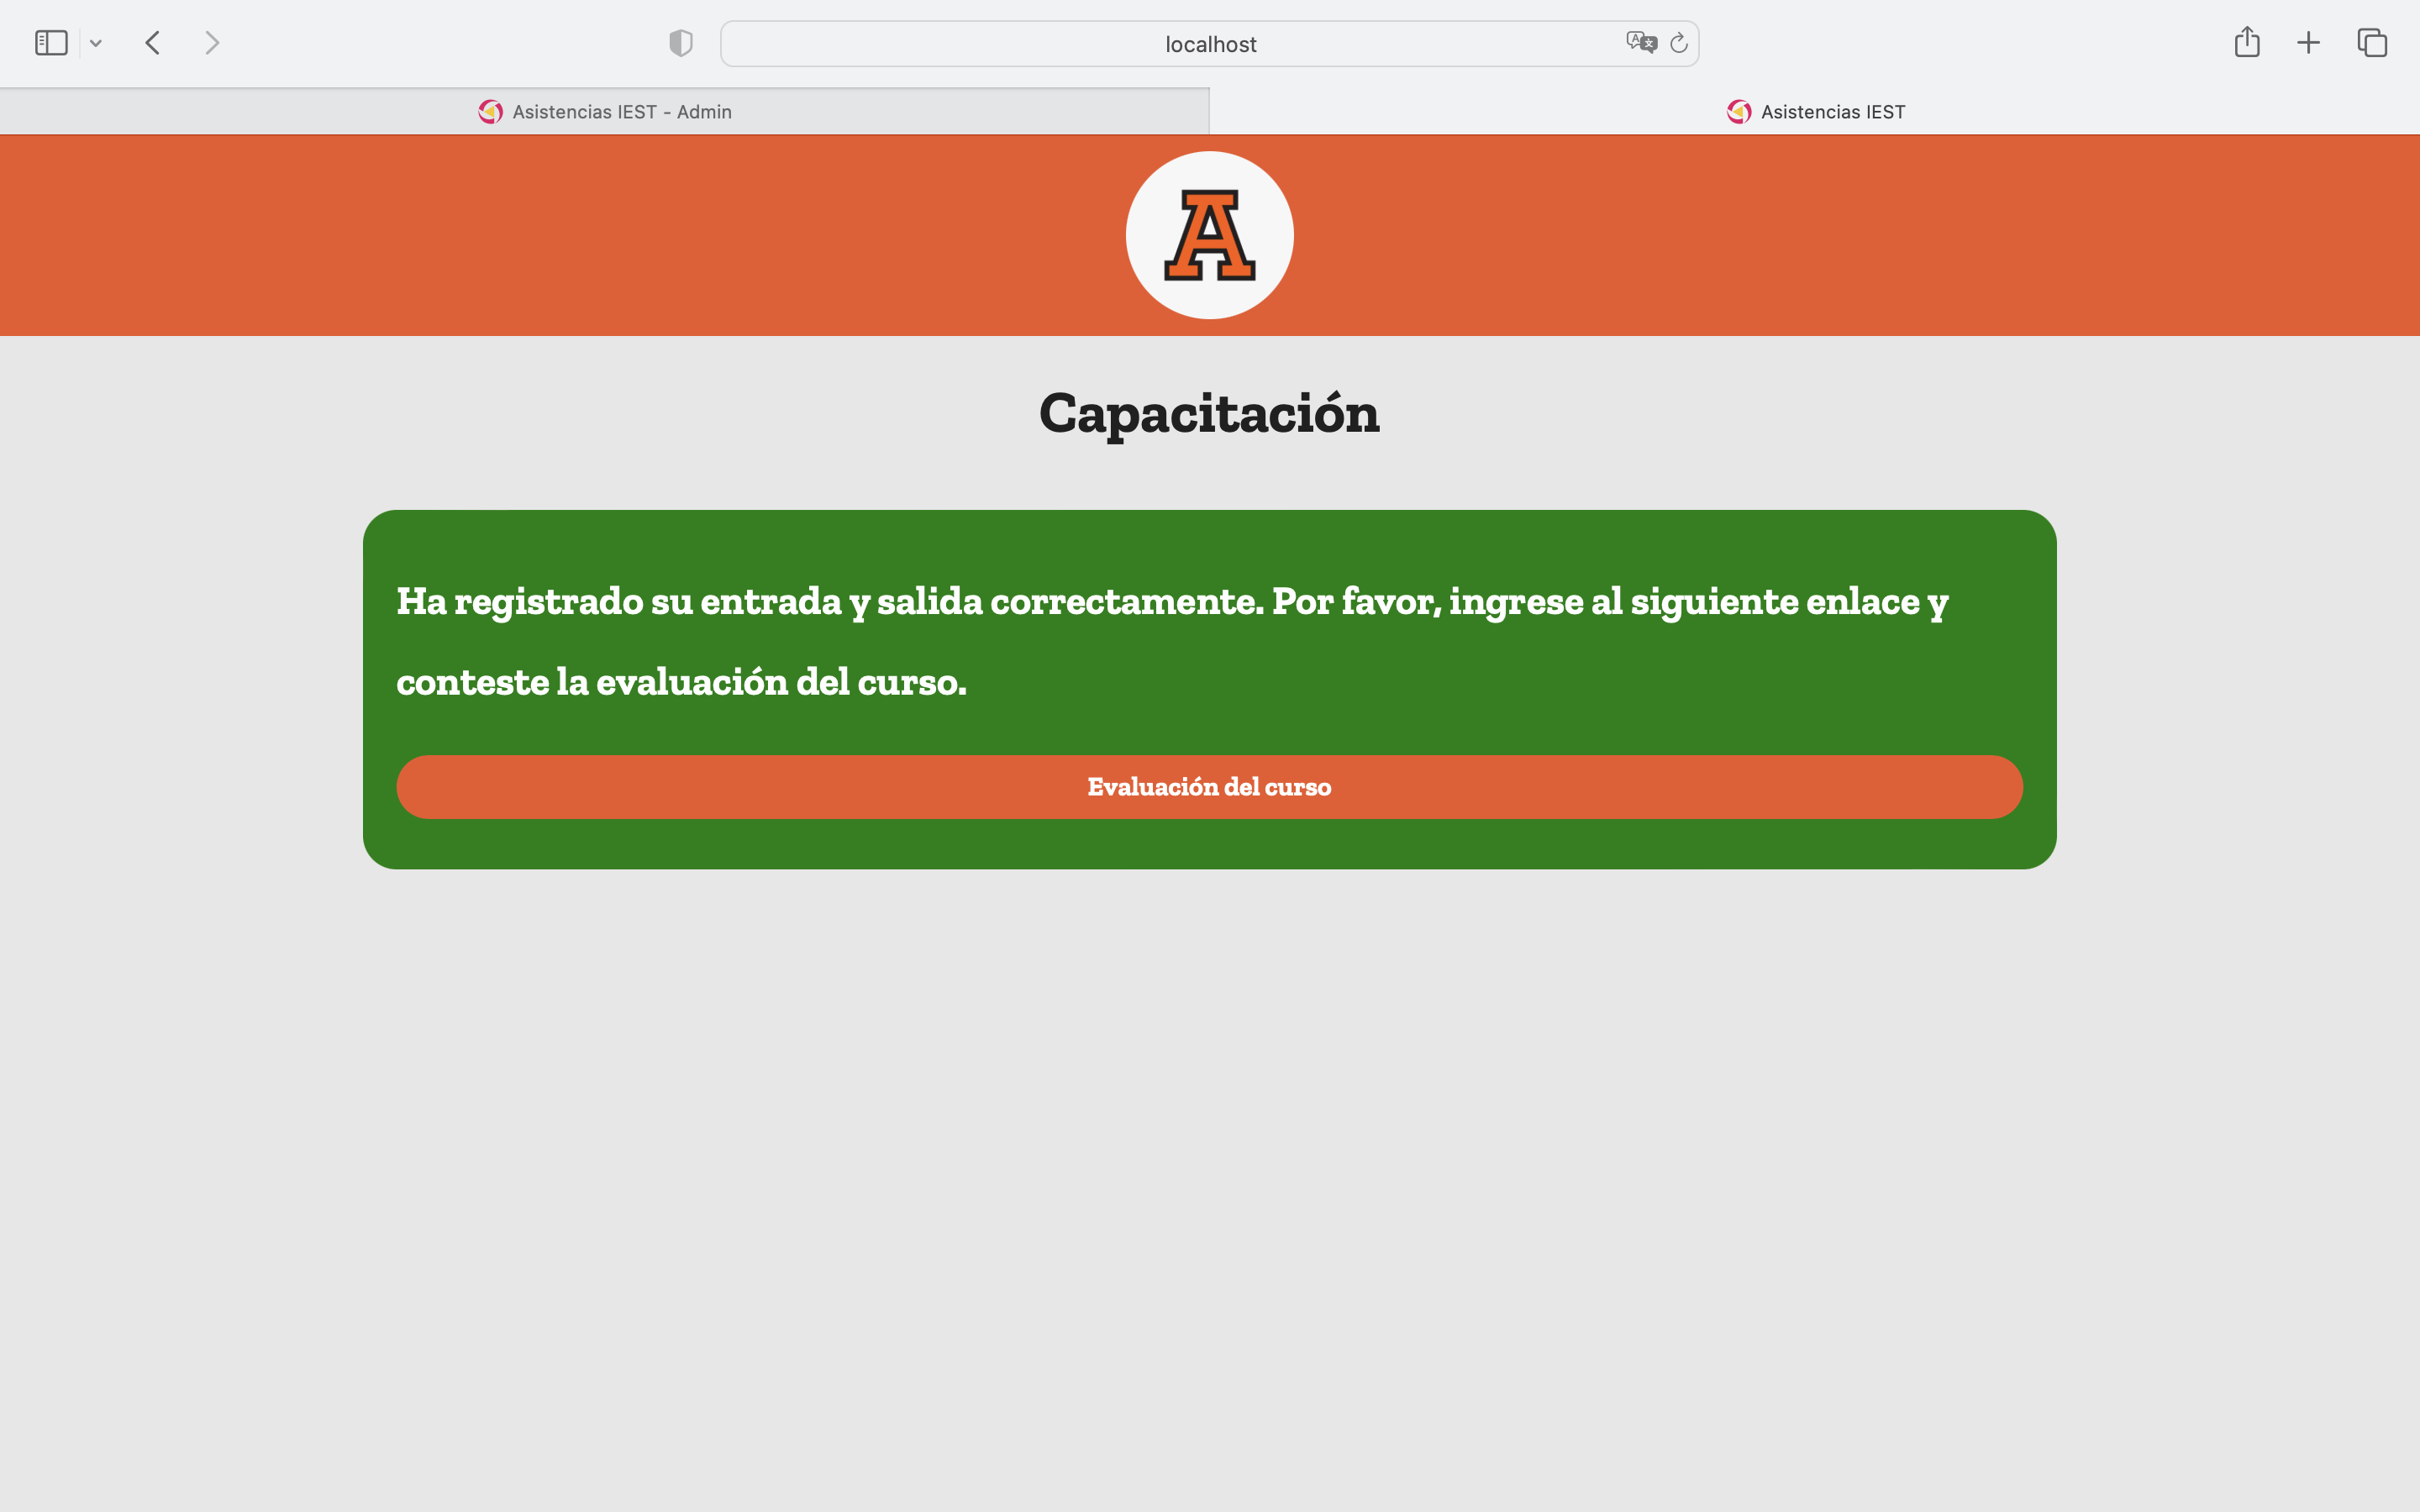 localhost
Asistencias IEST - Admin
Asistencias IEST
A
Capacitación
Ha registrado su entrada y salida correctamente. Por favor, ingrese al siguiente enlace y
conteste la evaluación del curso.
Evaluación del curso